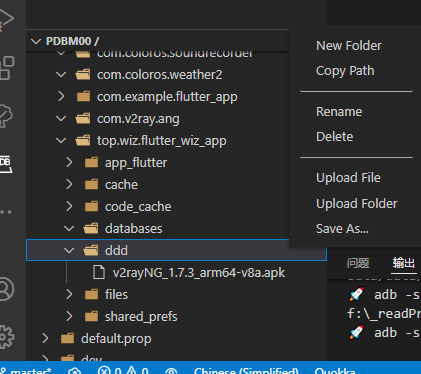 PDBM00 /
com.coloros.soundrecorder
com.coloros.weather2
com.example.flutter_app
com.v2ray.ang
top.wiz.flutter_wiz_app
app_flutter
cache
code_cache
databases
ddd
v2rayNG_1.7.3_arm64-v8a.apk
files
shared_prefs
default.prop
dev
New Folder
Copy Path
Rename
Delete
Upload File
Upload Folder
Save As...
问题
输出
adb -s
f:\_readPr
adb -s
master*
0
0
Chinese (Simplified)
Quokka